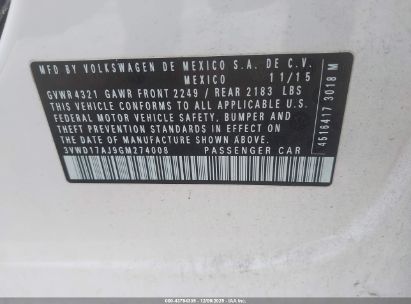 MFD BY VOLKSWAGEN DE MEXICO S.A. DE C.V.
MEXICO 11/15
GVWR4321 GAWR FRONT 2249 / REAR 2183 LBS
THIS VEHICLE CONFORMS TO ALL APPLICABLE U.S.
FEDERAL MOTOR VEHICLE SAFETY, BUMPER AND
THEFT PREVENTION STANDARDS IN EFFECT ON
THE DATE OF MANUFACTURE SHOWN ABOVE.
3VWD17AJ9GM274008 PASSENGER CAR
4516417 3018 M